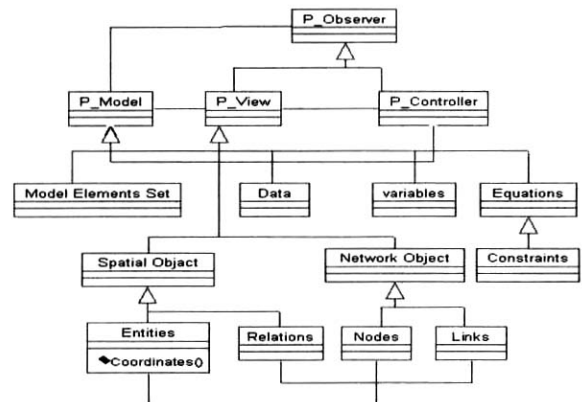 P_Observer
P_Model
P_View
P_Controller
Model Elements Set
Data
variables
Equations
Spatial Objact
Network Object
Constraints
Entities
Relations
Nodes
Links
Coordinates()